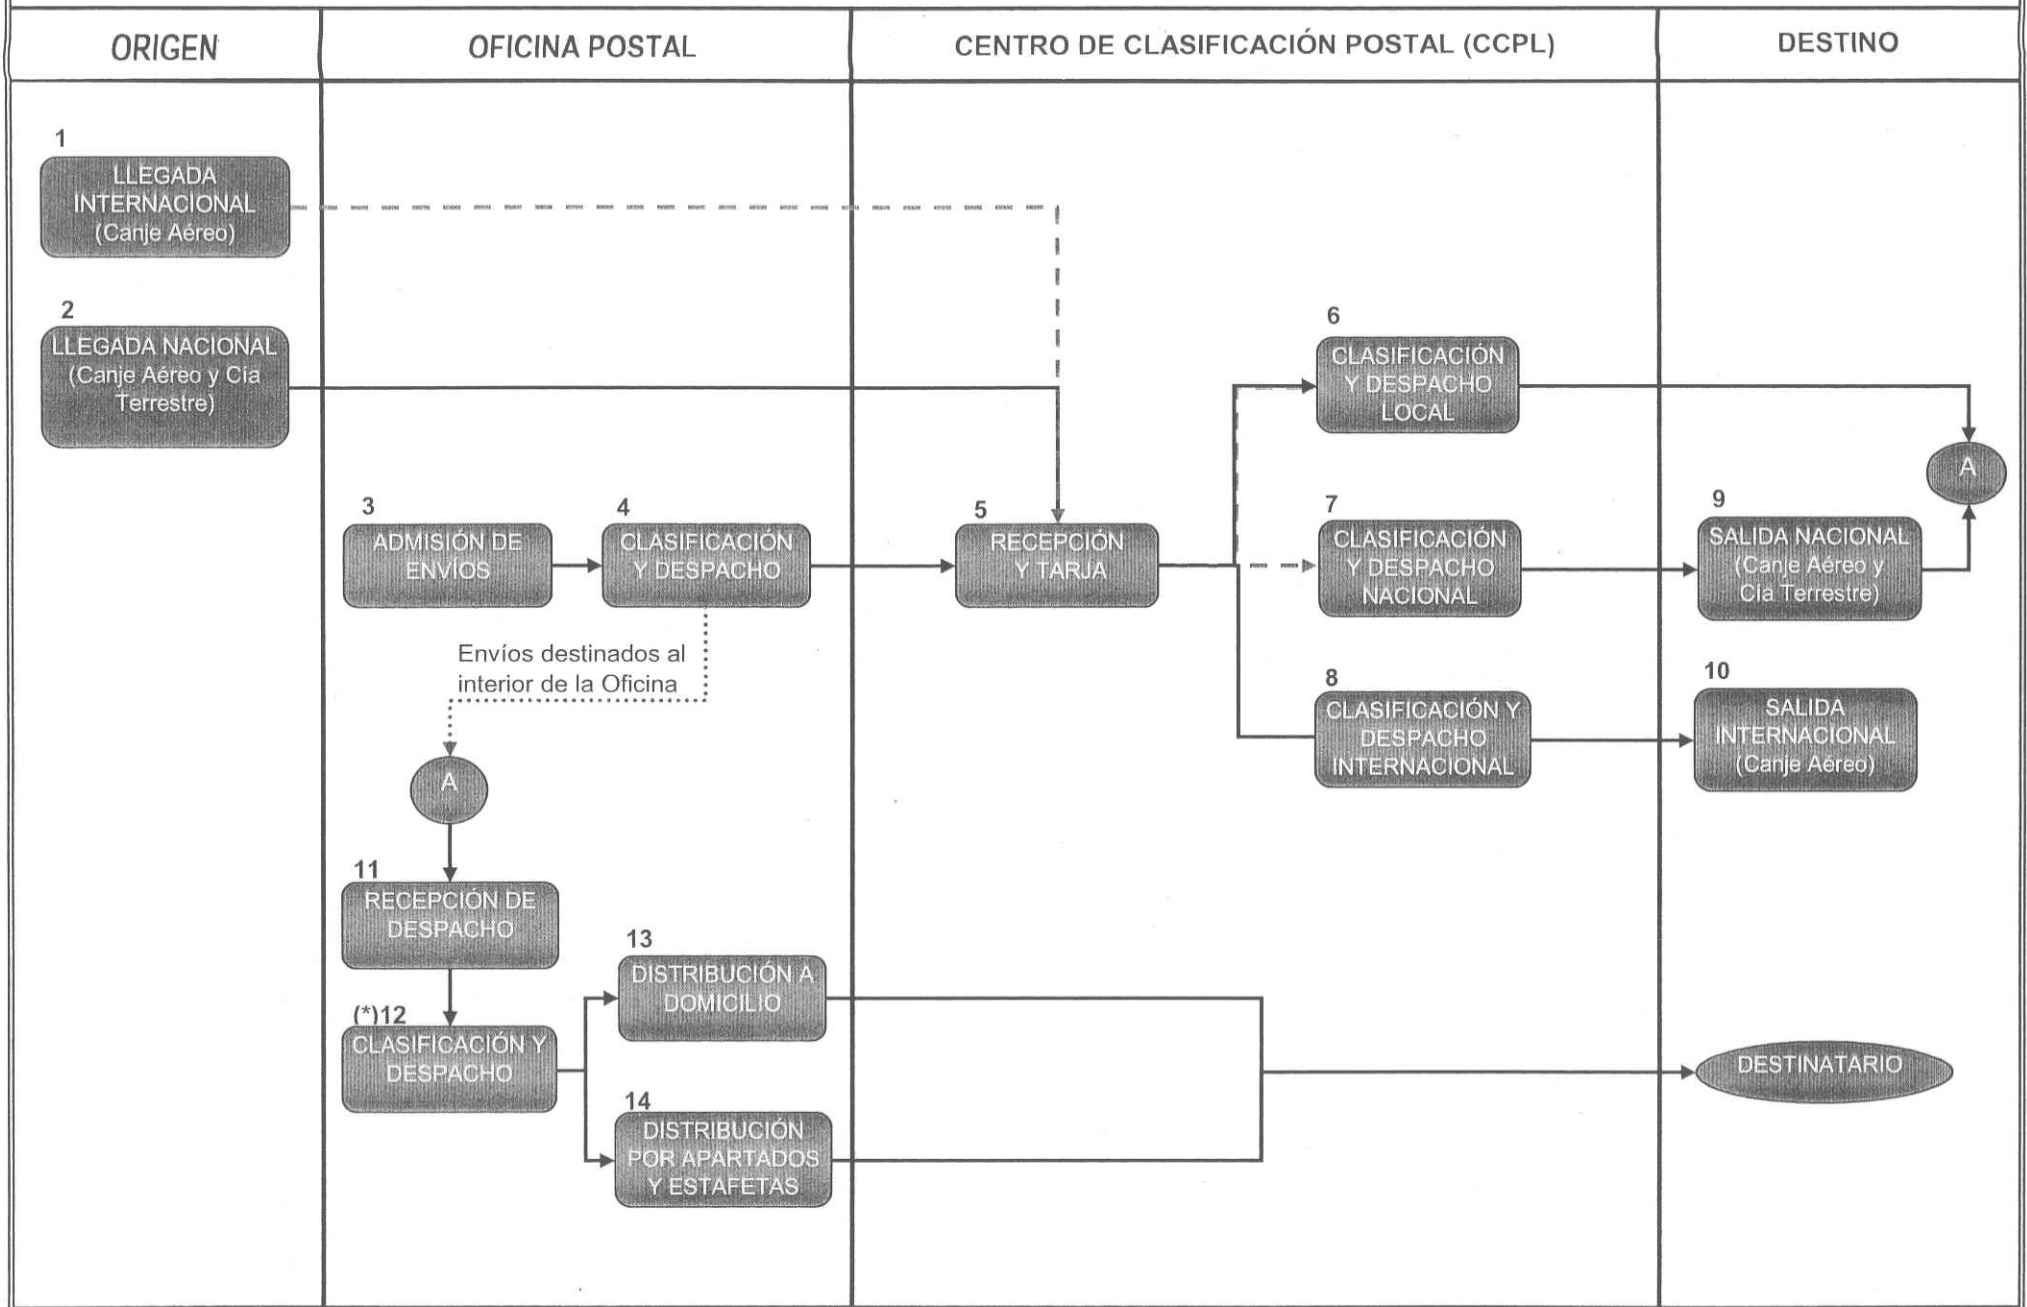 ORIGEN
OFICINA POSTAL
CENTRO DE CLASIFICACIÓN POSTAL (CCPL)
DESTINO
1
LLEGADA
INTERNACIONAL
(Canje Aéreo)
2
LLEGADA NACIONAL
(Canje Aéreo y Cia
Terrestre)
3
ADMISIÓN DE
ENVÍOS
4
CLASIFICACIÓN
Y DESPACHO
5
RECEPCIÓN
Y TARJA
6
CLASIFICACIÓN
Y DESPACHO
LOCAL
7
CLASIFICACIÓN
Y DESPACHO
NACIONAL
8
CLASIFICACIÓN Y
DESPACHO
INTERNACIONAL
A
9
SALIDA NACIONAL
(Canje Aéreo y
Cia Terrestre)
10
SALIDA
INTERNACIONAL
(Canje Aéreo)
Envíos destinados al
interior de la Oficina
A
11
RECEPCIÓN DE
DESPACHO
(*)12
CLASIFICACIÓN Y
DESPACHO
13
DISTRIBUCIÓN A
DOMICILIO
14
DISTRIBUCIÓN
POR APARTADOS
Y ESTAFETAS
DESTINATARIO